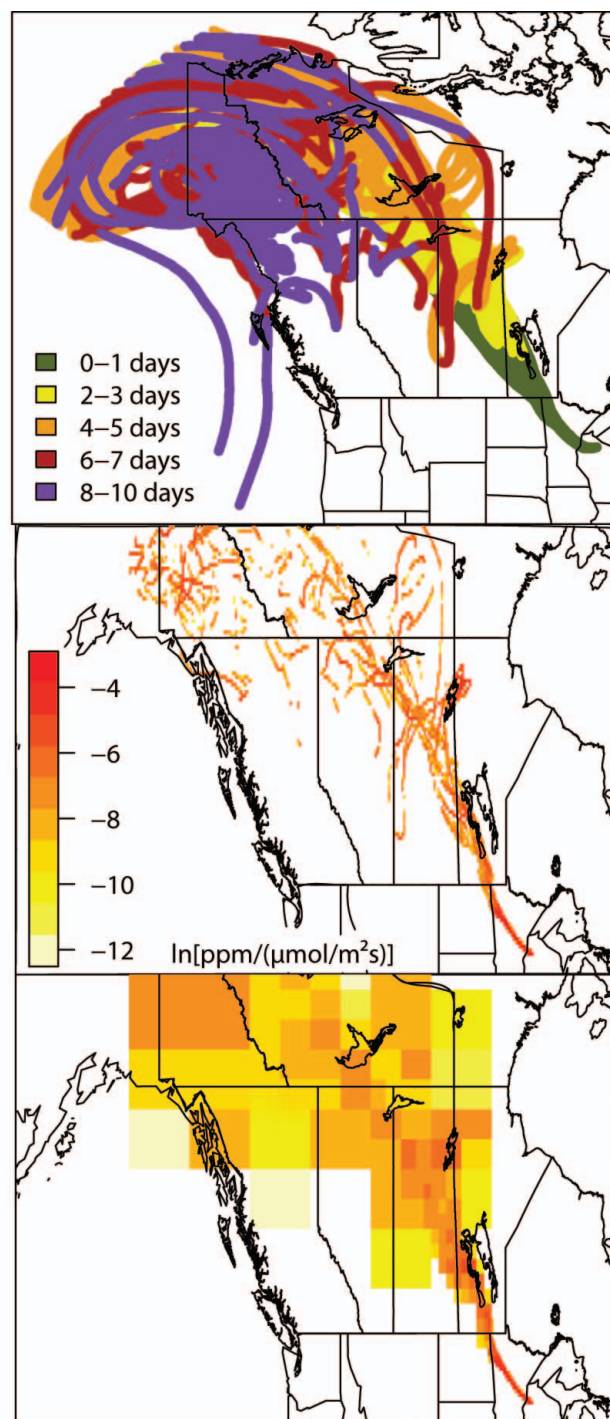 0–1 days
2–3 days
4–5 days
6–7 days
8–10 days
−4
−6
−8
−10
−12
ln[ppm/(μmol/m²s)]